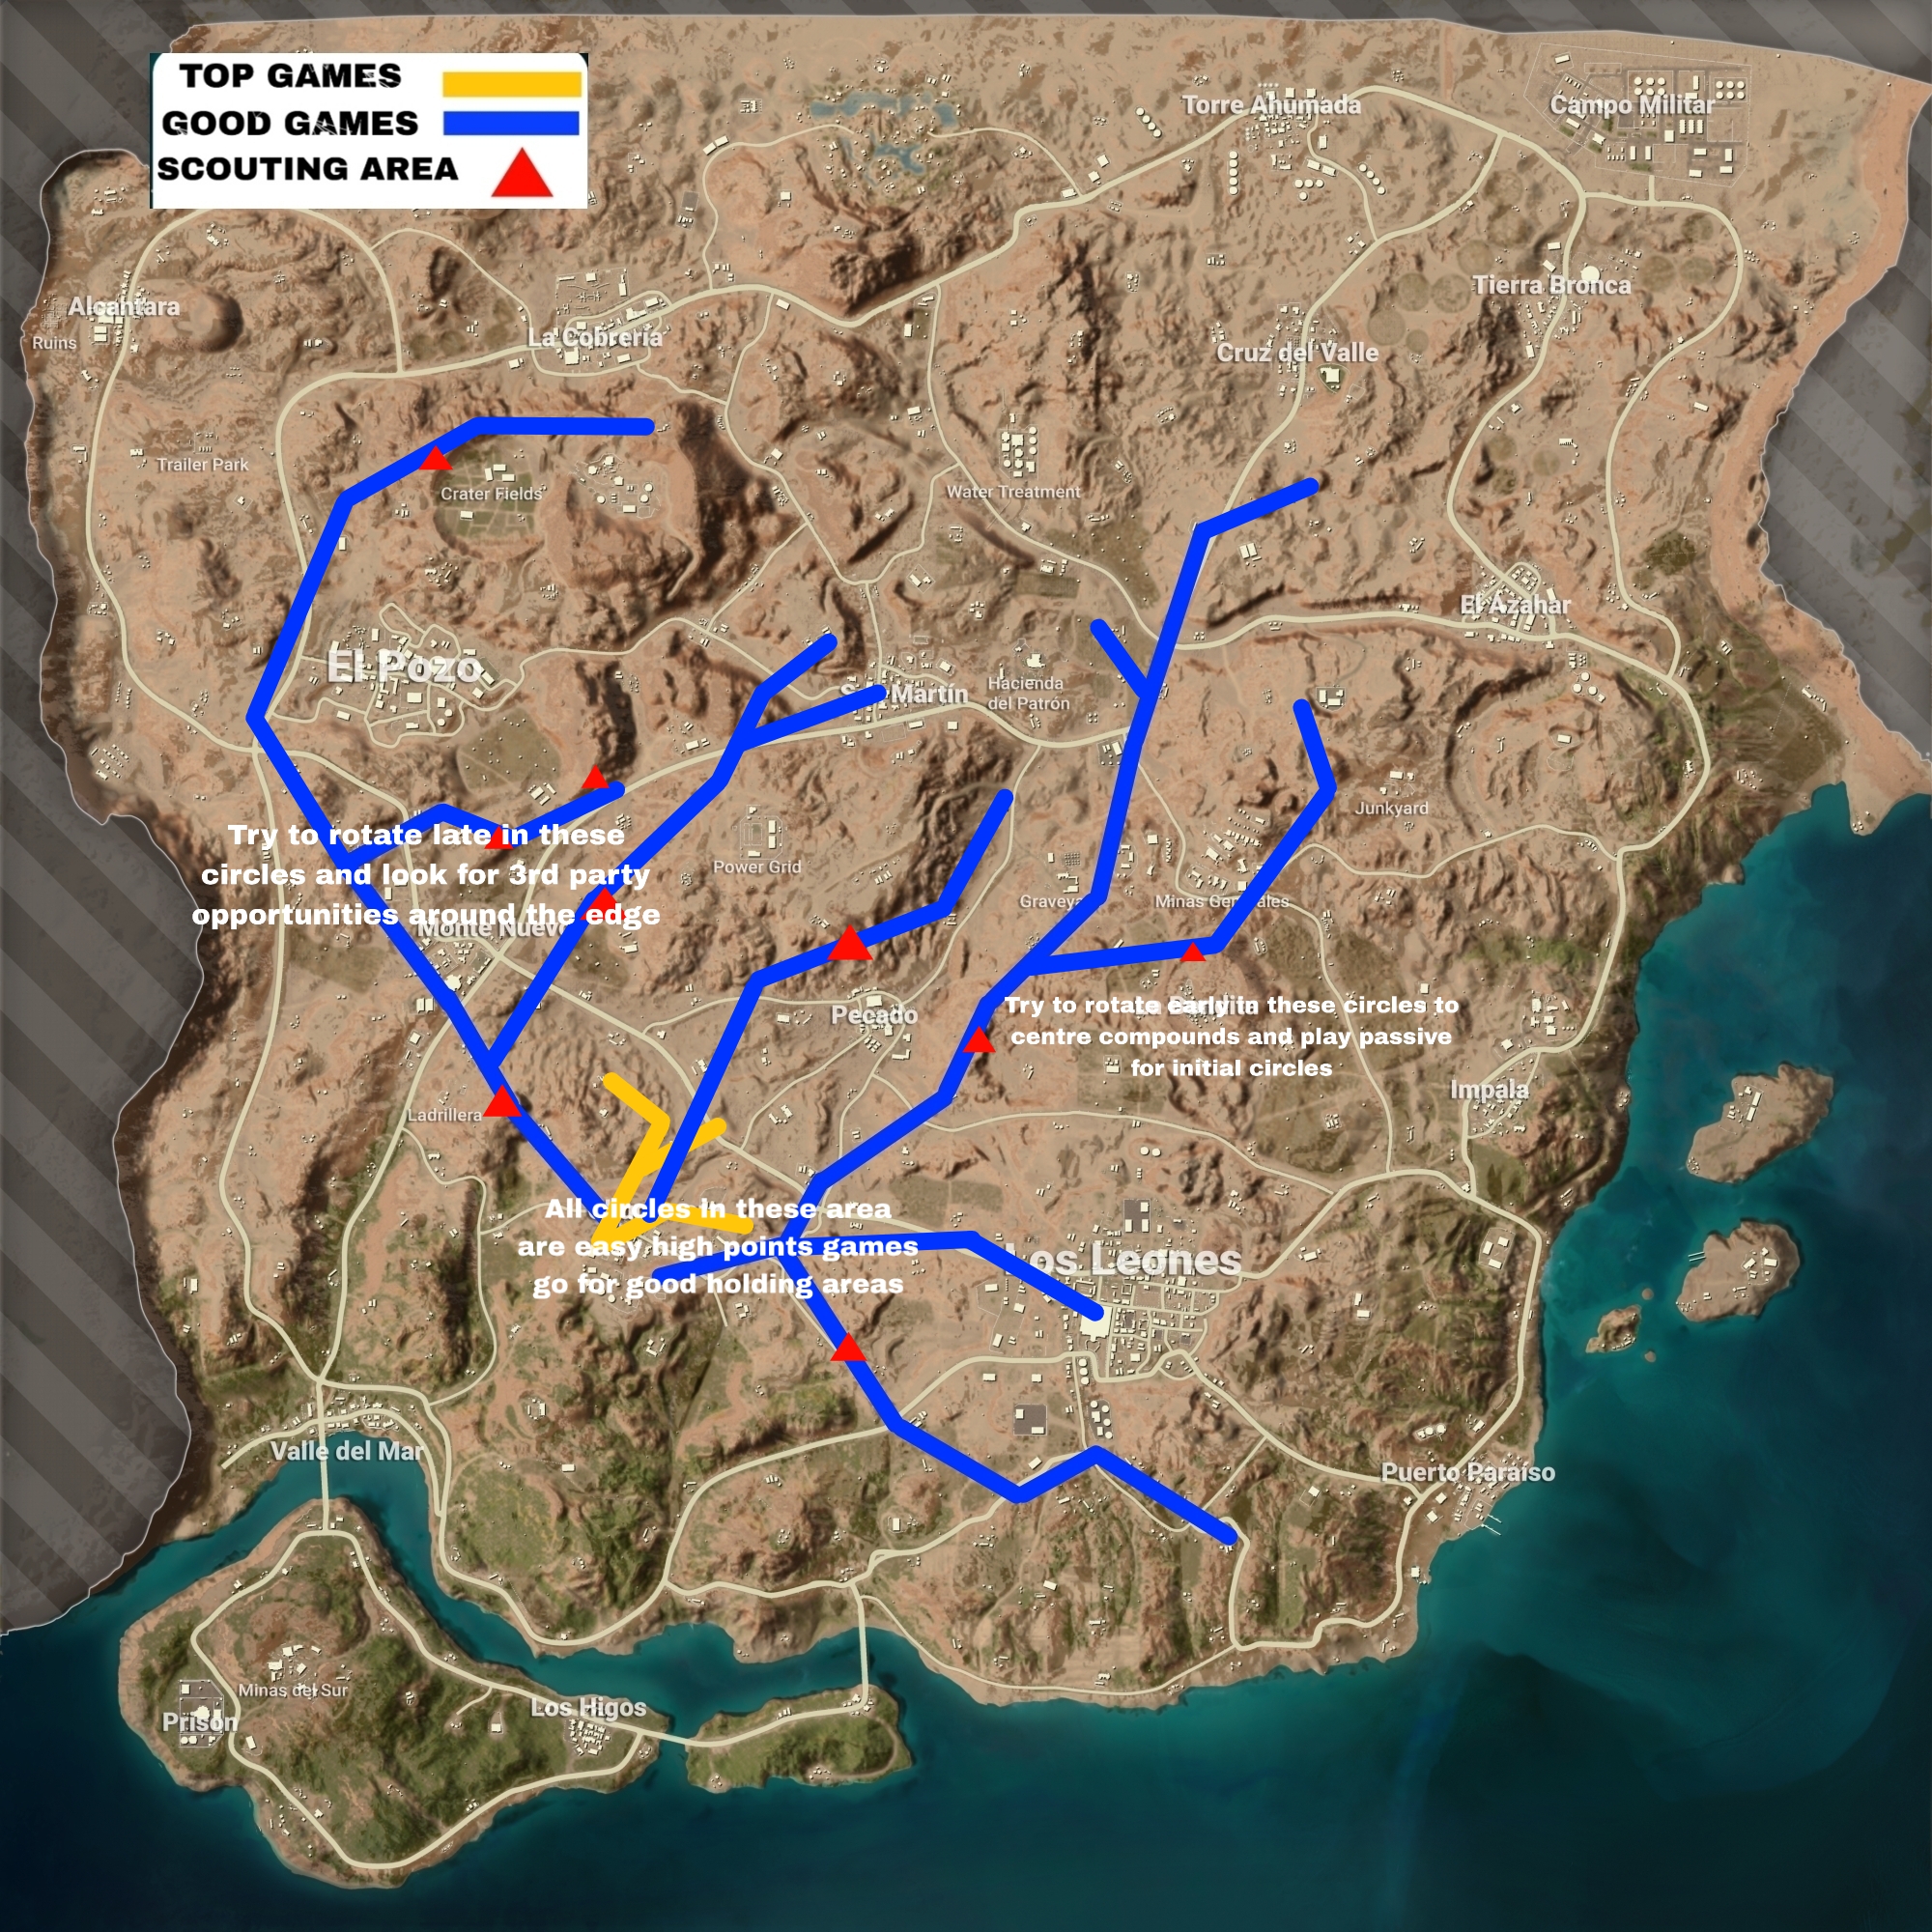 TOP GAMES
GOOD GAMES
SCOUTING AREA
Torre Ahumada
Campo Militar
Alcantara
Ruins
La Cobrería
Tierra Bronca
Cruz del Valle
Trailer Park
Crater Fields
Water Treatment
El Azahar
El Pozo
Martín
Hacienda
del Patrón
Junkyard
Try to rotate late in these
circles and look for 3rd party
opportunities around the edge
Power Grid
Monte Nuev
Graveya
Minas Generales
Pecado
Try to rotate early in these circles to
centre compounds and play passive
for initial circles
Impala
Ladrillera
All circles in these area
are easy high points games
go for good holding areas
Los Leones
Valle del Mar
Puerto Paraíso
Minas del Sur
Prison
Los Higos